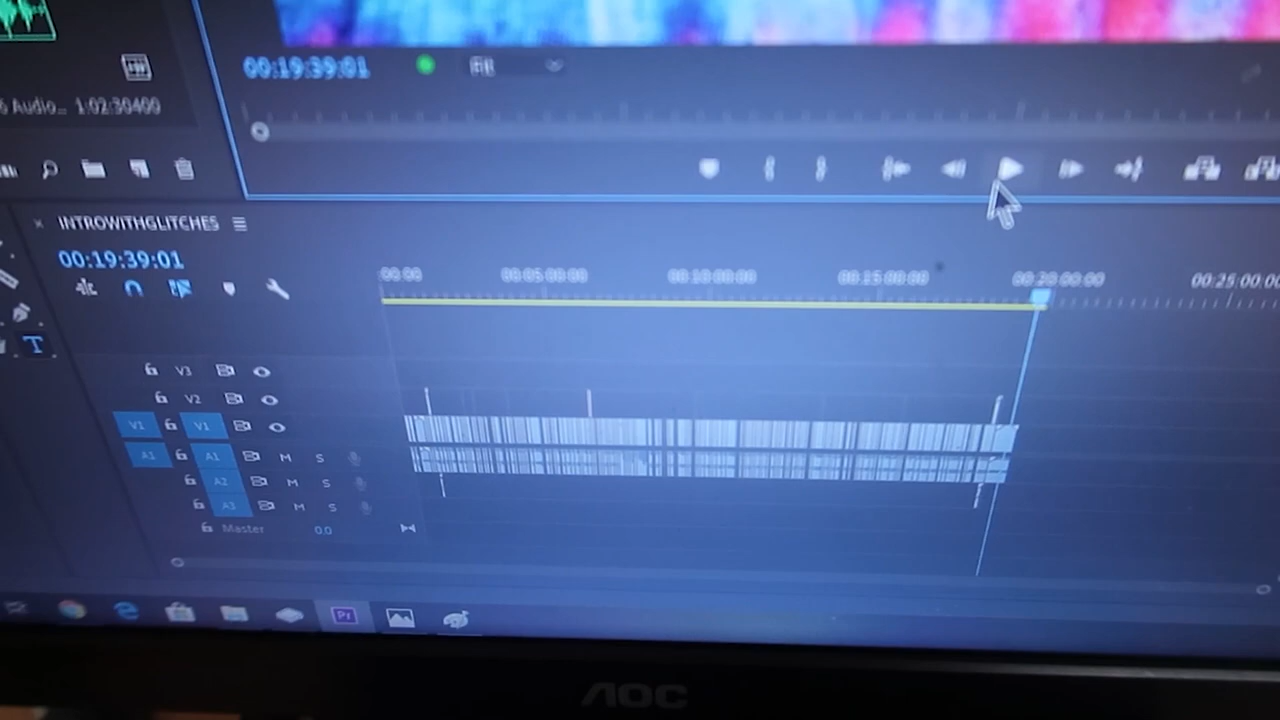 00:19:39:01
Fit
6 Audio... 1:02:30400
INTROWITHGLITCHES
00:19:39:01
00:00 00:05:00:00 00:10:00:00 00:15:00:00 00:20:00:00 00:25:00:00
T
V3
V2
V1 V1
A1 A1 M S
A2 M S
A3 M S
Master 0.0
Pr
AOC